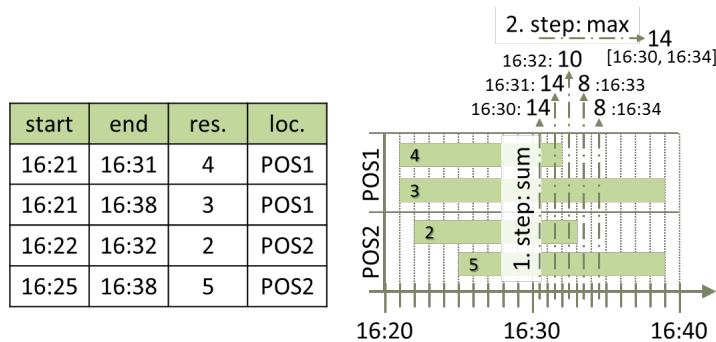 start end res. loc.
16:21 16:31 4 POS1
16:21 16:38 3 POS1
16:22 16:32 2 POS2
16:25 16:38 5 POS2
2. step: max
14
[16:30, 16:34]
16:32: 10
16:31: 14 8 :16:33
16:30: 14 8 :16:34
POS1
POS2
4
3
2
5
1. step: sum
16:20 16:30 16:40